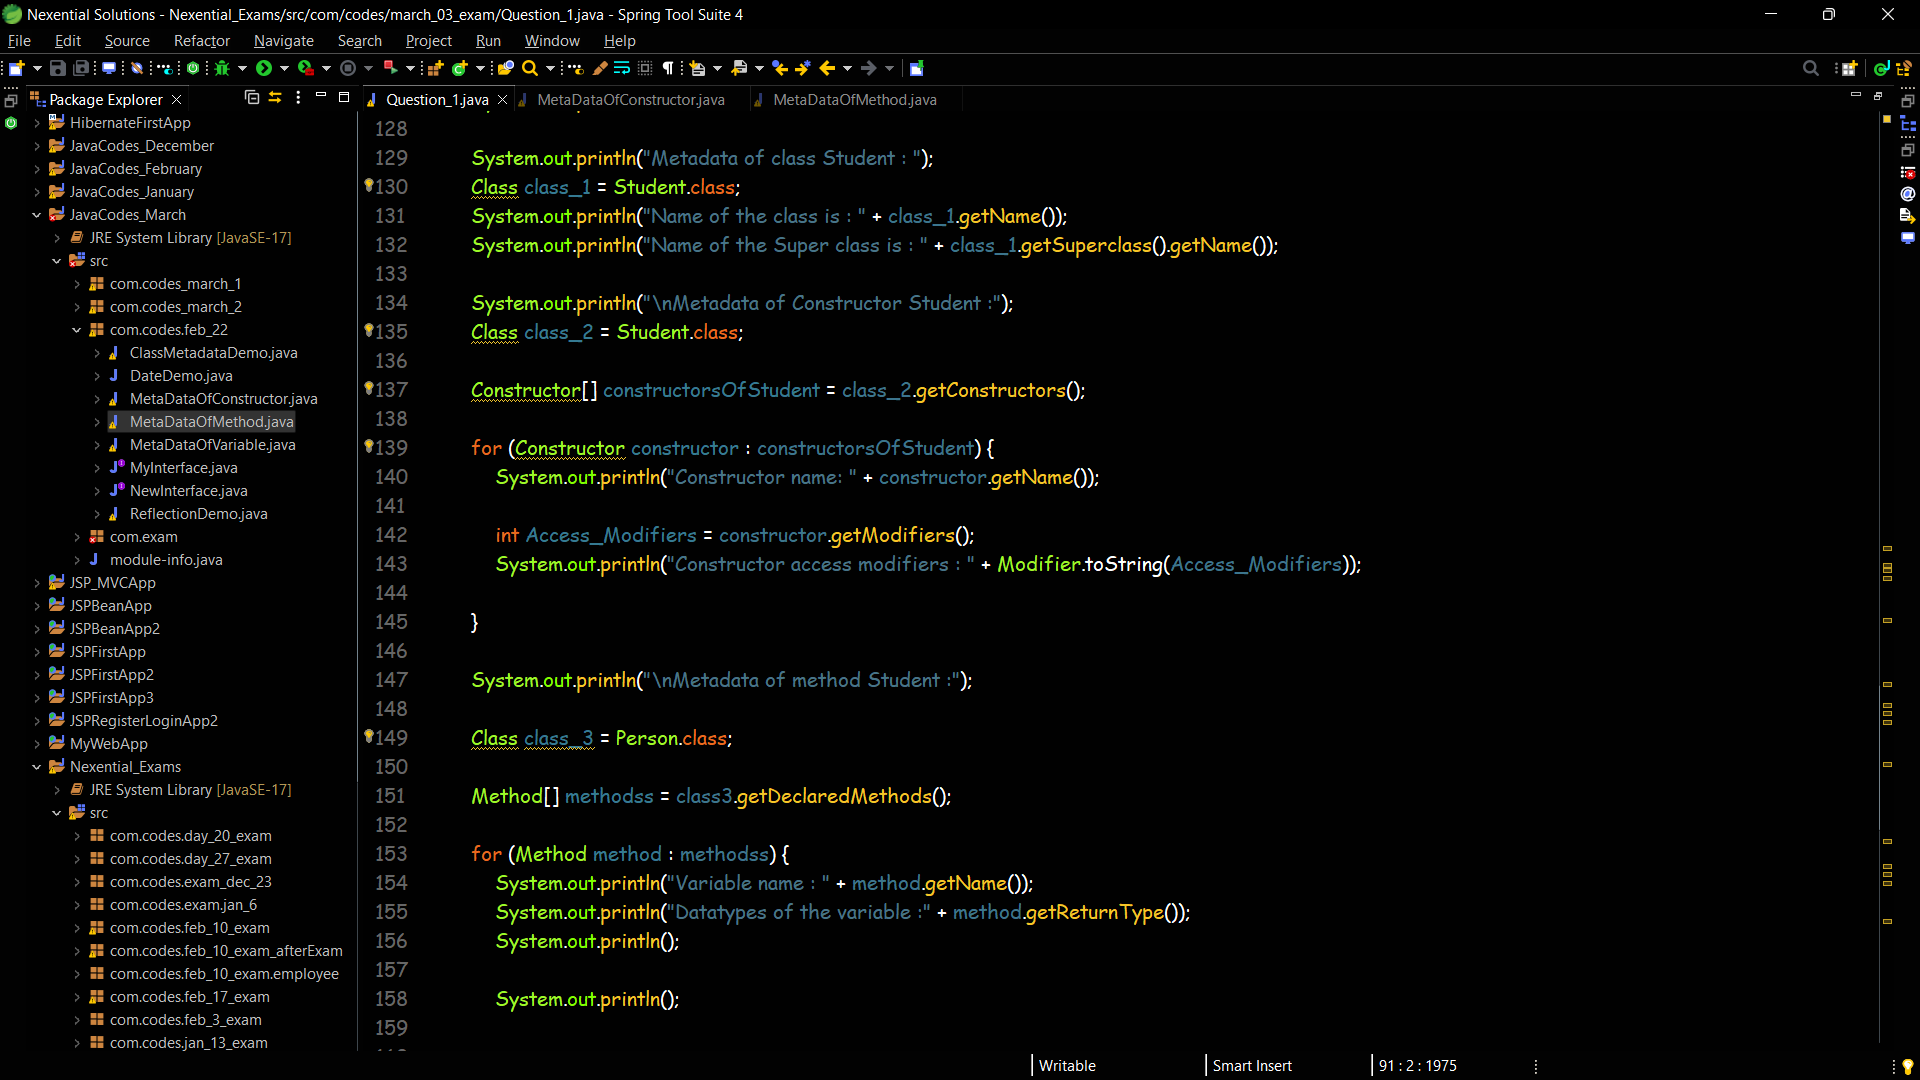 Nexential Solutions - Nexential_Exams/src/com/codes/march_03_exam/Question_1.java - Spring Tool Suite 4
File Edit Source Refactor Navigate Search Project Run Window Help
Package Explorer
HibernateFirstApp
JavaCodes_December
JavaCodes_February
JavaCodes_January
JavaCodes_March
JRE System Library [JavaSE-17]
src
com.codes_march_1
com.codes_march_2
com.codes.feb_22
ClassMetadataDemo.java
DateDemo.java
MetaDataOfConstructor.java
MetaDataOfMethod.java
MetaDataOfVariable.java
MyInterface.java
NewInterface.java
ReflectionDemo.java
com.exam
module-info.java
JSP_MVCApp
JSPBeanApp
JSPBeanApp2
JSPFirstApp
JSPFirstApp2
JSPFirstApp3
JSPRegisterLoginApp2
MyWebApp
Nexential_Exams
JRE System Library [JavaSE-17]
src
com.codes.day_20_exam
com.codes.day_27_exam
com.codes.exam_dec_23
com.codes.exam.jan_6
com.codes.feb_10_exam
com.codes.feb_10_exam_afterExam
com.codes.feb_10_exam.employee
com.codes.feb_17_exam
com.codes.feb_3_exam
com.codes.jan_13_exam
Question_1.java MetaDataOfConstructor.java MetaDataOfMethod.java
128
129 System.out.println("Metadata of class Student : ");
130 Class class_1 = Student.class;
131 System.out.println("Name of the class is : " + class_1.getName());
132 System.out.println("Name of the Super class is : " + class_1.getSuperclass().getName());
133
134 System.out.println("\nMetadata of Constructor Student :");
135 Class class_2 = Student.class;
136
137 Constructor[] constructorsOfStudent = class_2.getConstructors();
138
139 for (Constructor constructor : constructorsOfStudent) {
140 System.out.println("Constructor name: " + constructor.getName());
141
142 int Access_Modifiers = constructor.getModifiers();
143 System.out.println("Constructor access modifiers : " + Modifier.toString(Access_Modifiers));
144
145 }
146
147 System.out.println("\nMetadata of method Student :");
148
149 Class class_3 = Person.class;
150
151 Method[] methodss = class3.getDeclaredMethods();
152
153 for (Method method : methodss) {
154 System.out.println("Variable name : " + method.getName());
155 System.out.println("Datatypes of the variable :" + method.getReturnType());
156 System.out.println();
157
158 System.out.println();
159
Writable Smart Insert 91 : 2 : 1975